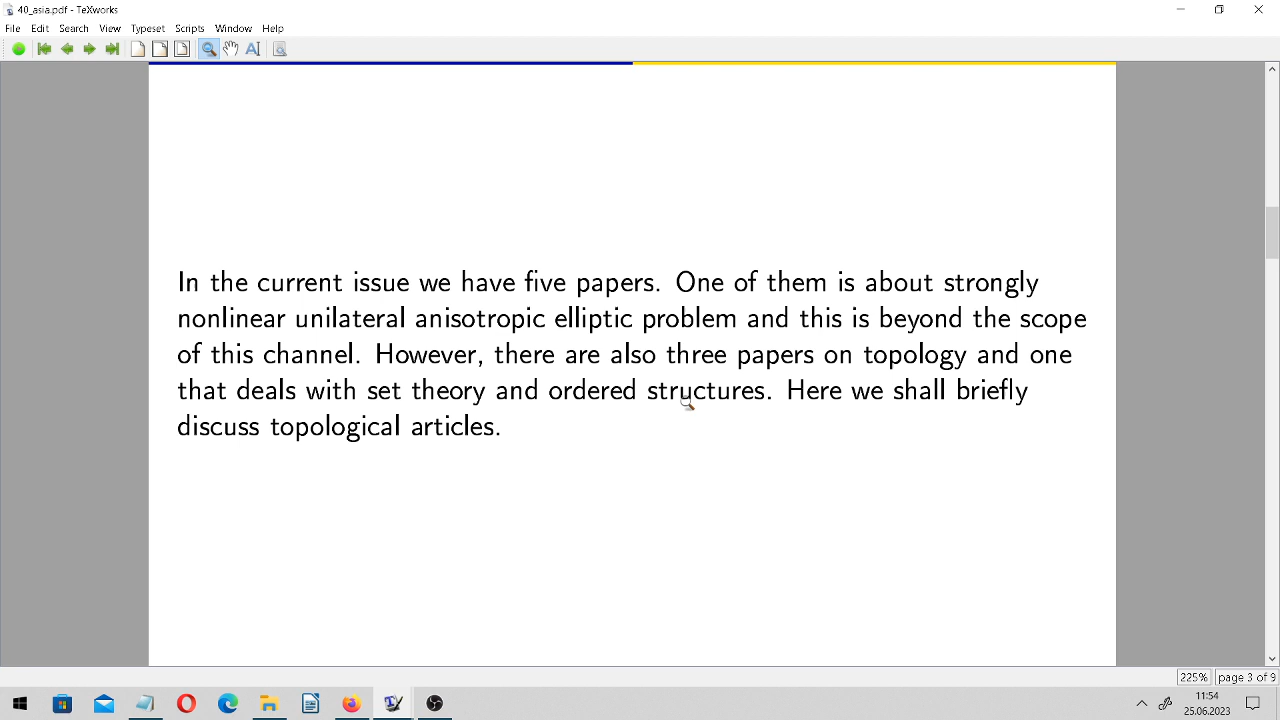 40_asia.pdf - TeXworks
File Edit Search View Typeset Scripts Window Help
In the current issue we have five papers. One of them is about strongly
nonlinear unilateral anisotropic elliptic problem and this is beyond the scope
of this channel. However, there are also three papers on topology and one
that deals with set theory and ordered structures. Here we shall briefly
discuss topological articles.
225% page 3 of 9
11:54
25.06.2023